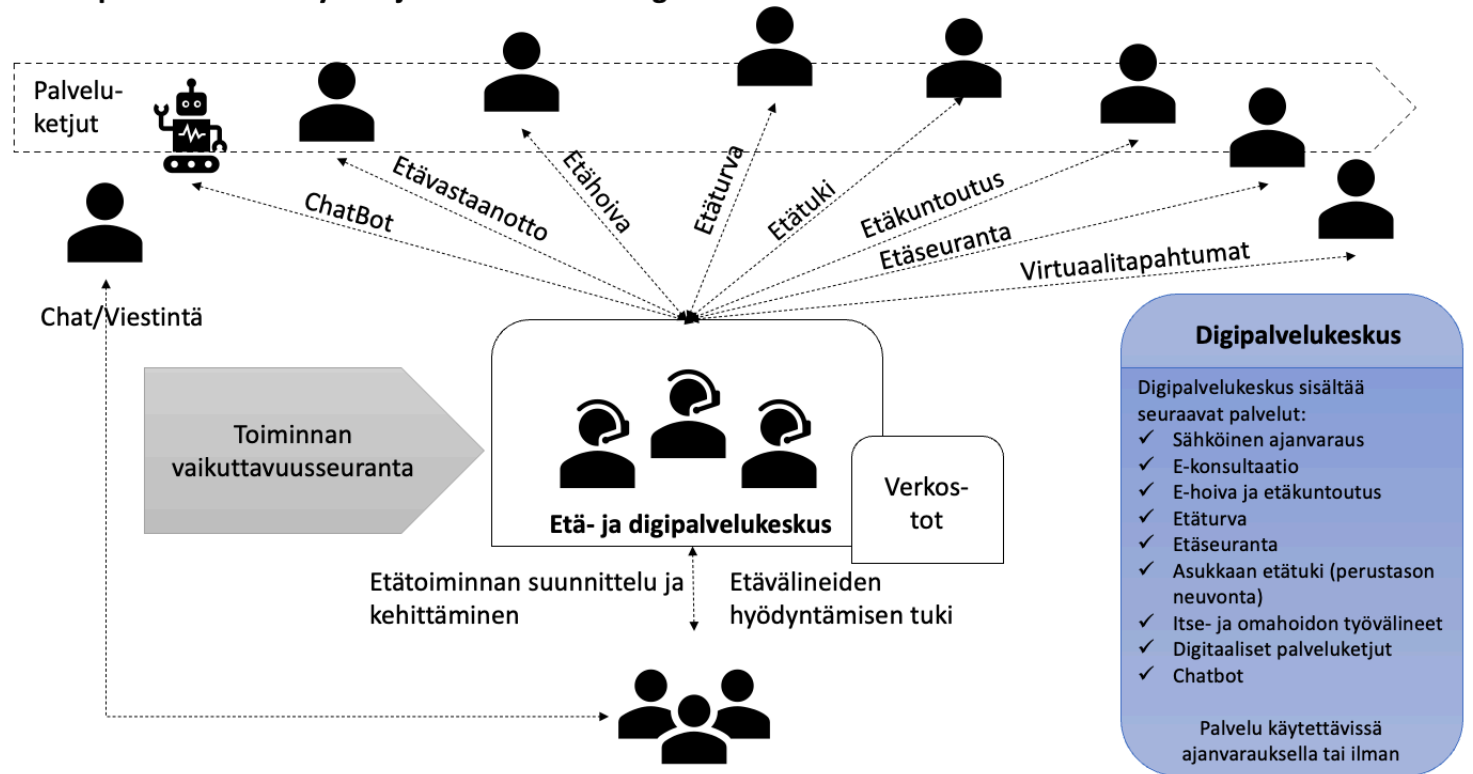 Palvelu-
ketjut
ChatBot
Etävastaanotto
Etähoiva
Etäturva
Etätuki
Etäkuntoutus
Etäseuranta
Virtuaalitapahtumat
Chat/Viestintä
Toiminnan
vaikuttavuusseuranta
Etä- ja digipalvelukeskus
Verkos-
tot
Etätoiminnan suunnittelu ja
kehittäminen
Etävälineiden
hyödyntämisen tuki
Digipalvelukeskus
Digipalvelukeskus sisältää
seuraavat palvelut:
✓ Sähköinen ajanvaraus
✓ E-konsultaatio
✓ E-hoiva ja etäkuntoutus
✓ Etäturva
✓ Etäseuranta
✓ Asukkaan etätuki (perustason
neuvonta)
✓ Itse- ja omahoidon työvälineet
✓ Digitaaliset palveluketjut
✓ Chatbot
Palvelu käytettävissä
ajanvarauksella tai ilman